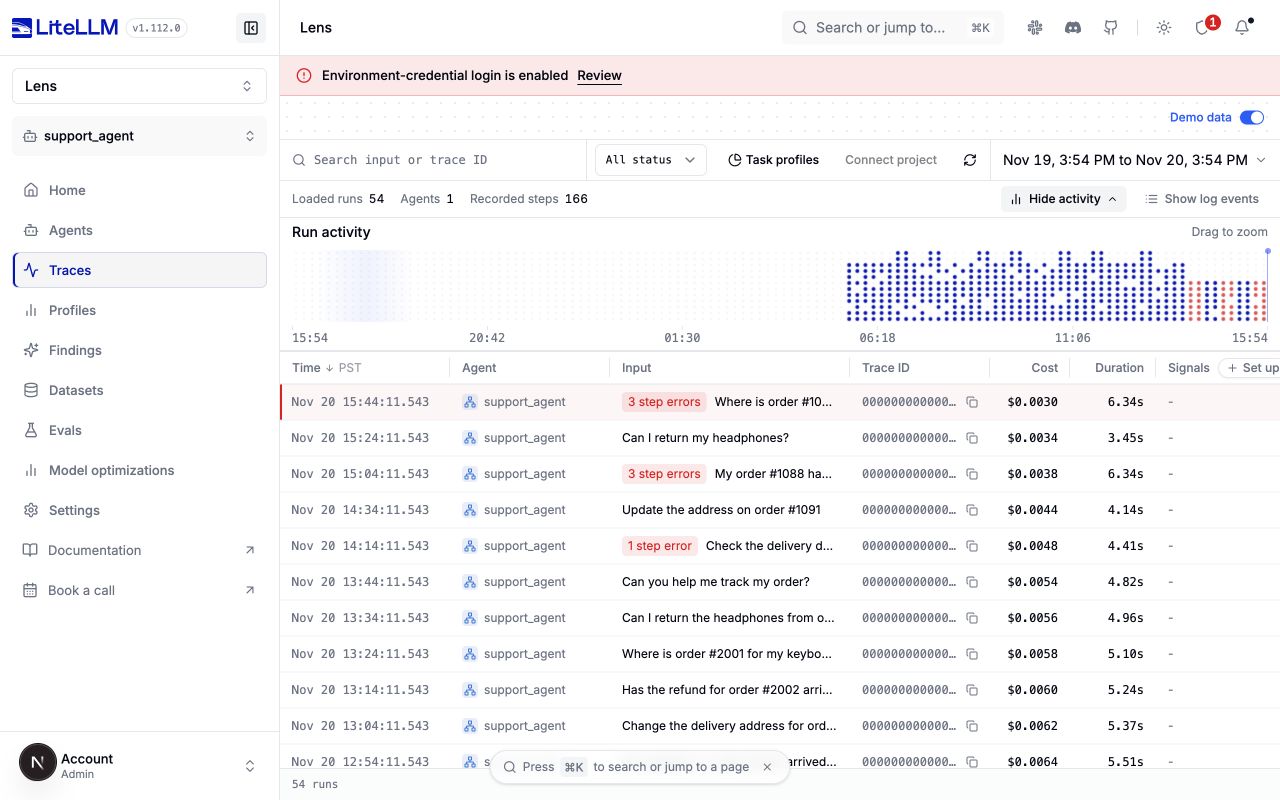 LiteLLM v1.112.0
Lens
Search or jump to... ⌘K
1
Lens
support_agent
Home
Agents
Traces
Profiles
Findings
Datasets
Evals
Model optimizations
Settings
Documentation
Book a call
N
Account
Admin
Environment-credential login is enabled Review
Demo data
Search input or trace ID All status Task profiles Connect project Nov 19, 3:54 PM to Nov 20, 3:54 PM
Loaded runs 54 Agents 1 Recorded steps 166 Hide activity Show log events
Run activity Drag to zoom
15:54 20:42 01:30 06:18 11:06 15:54
Time ↓ PST Agent Input Trace ID Cost Duration Signals + Set up
Nov 20 15:44:11.543 support_agent 3 step errors Where is order #10... 000000000000... $0.0030 6.34s -
Nov 20 15:24:11.543 support_agent Can I return my headphones? 000000000000... $0.0034 3.45s -
Nov 20 15:04:11.543 support_agent 3 step errors My order #1088 ha... 000000000000... $0.0038 6.34s -
Nov 20 14:34:11.543 support_agent Update the address on order #1091 000000000000... $0.0044 4.14s -
Nov 20 14:14:11.543 support_agent 1 step error Check the delivery d... 000000000000... $0.0048 4.41s -
Nov 20 13:44:11.543 support_agent Can you help me track my order? 000000000000... $0.0054 4.82s -
Nov 20 13:34:11.543 support_agent Can I return the headphones from o... 000000000000... $0.0056 4.96s -
Nov 20 13:24:11.543 support_agent Where is order #2001 for my keybo... 000000000000... $0.0058 5.10s -
Nov 20 13:14:11.543 support_agent Has the refund for order #2002 arri... 000000000000... $0.0060 5.24s -
Nov 20 13:04:11.543 support_agent Change the delivery address for ord... 000000000000... $0.0062 5.37s -
Nov 20 12:54:11.543 arrived... 000000000000... $0.0064 5.51s -
Press ⌘K to search or jump to a page
54 runs